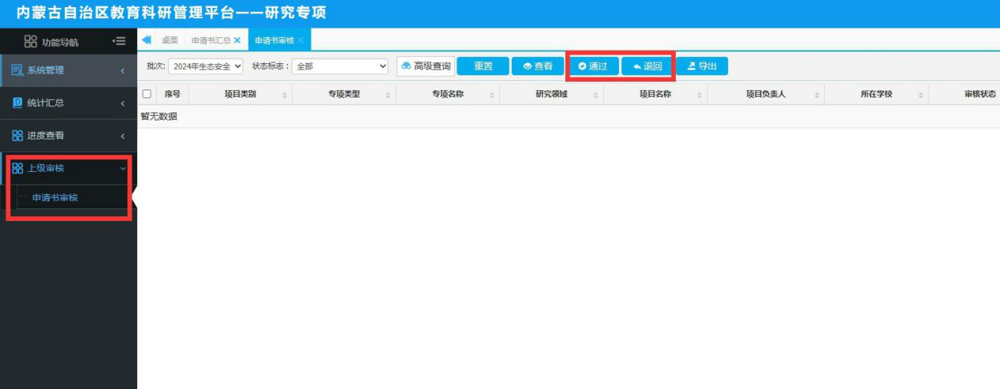 内蒙古自治区教育科研管理平台——研究专项
功能导航
桌面 申请书汇总 申请书审核
系统管理
批次: 2024年生态安全 状态标志： 全部 高级查询 重置 查看 通过 退回 导出
统计汇总
序号 项目类别 专项类型 专项名称 研究领域 项目名称 项目负责人 所在学校 审核状态
暂无数据
进度查看
上级审核
申请书审核